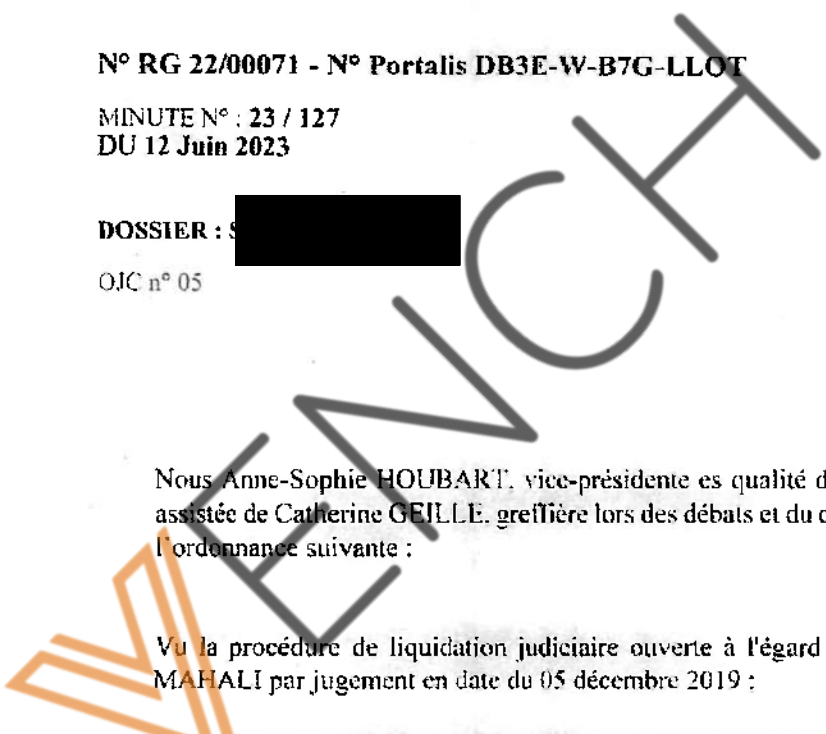 N° RG 22/00071 - N° Portalis DB3E-W-B7G-LLOT
MINUTE N° : 23 / 127
DU 12 Juin 2023
DOSSIER : S
OJC n° 05
Nous Anne-Sophie HOUBART, vice-présidente es qualité d
assistée de Catherine GEILLE, greffière lors des débats et du d
l'ordonnance suivante :
Vu la procédure de liquidation judiciaire ouverte à l'égard
MAHALI par jugement en date du 05 décembre 2019 ;
VENCH